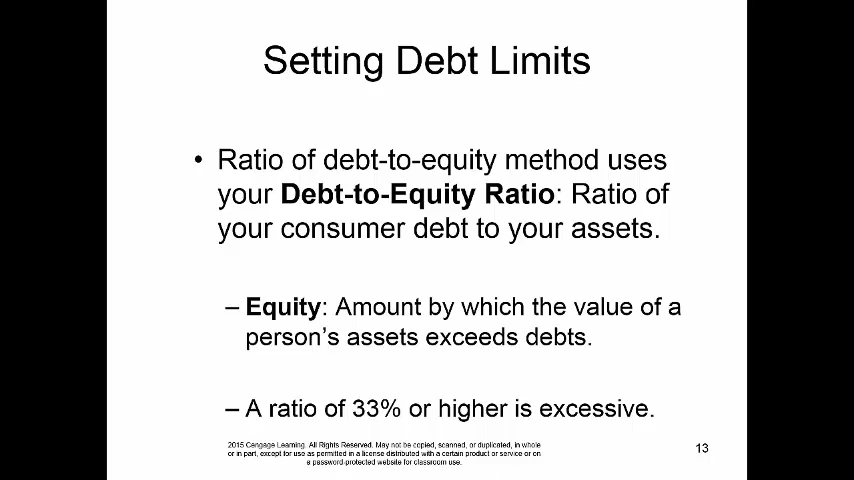 Setting Debt Limits
• Ratio of debt-to-equity method uses
your Debt-to-Equity Ratio: Ratio of
your consumer debt to your assets.
– Equity: Amount by which the value of a
person’s assets exceeds debts.
– A ratio of 33% or higher is excessive.
2015 Cengage Learning. All Rights Reserved. May not be copied, scanned, or duplicated, in whole
or in part, except for use as permitted in a license distributed with a certain product or service or on
a password-protected website for classroom use.
13